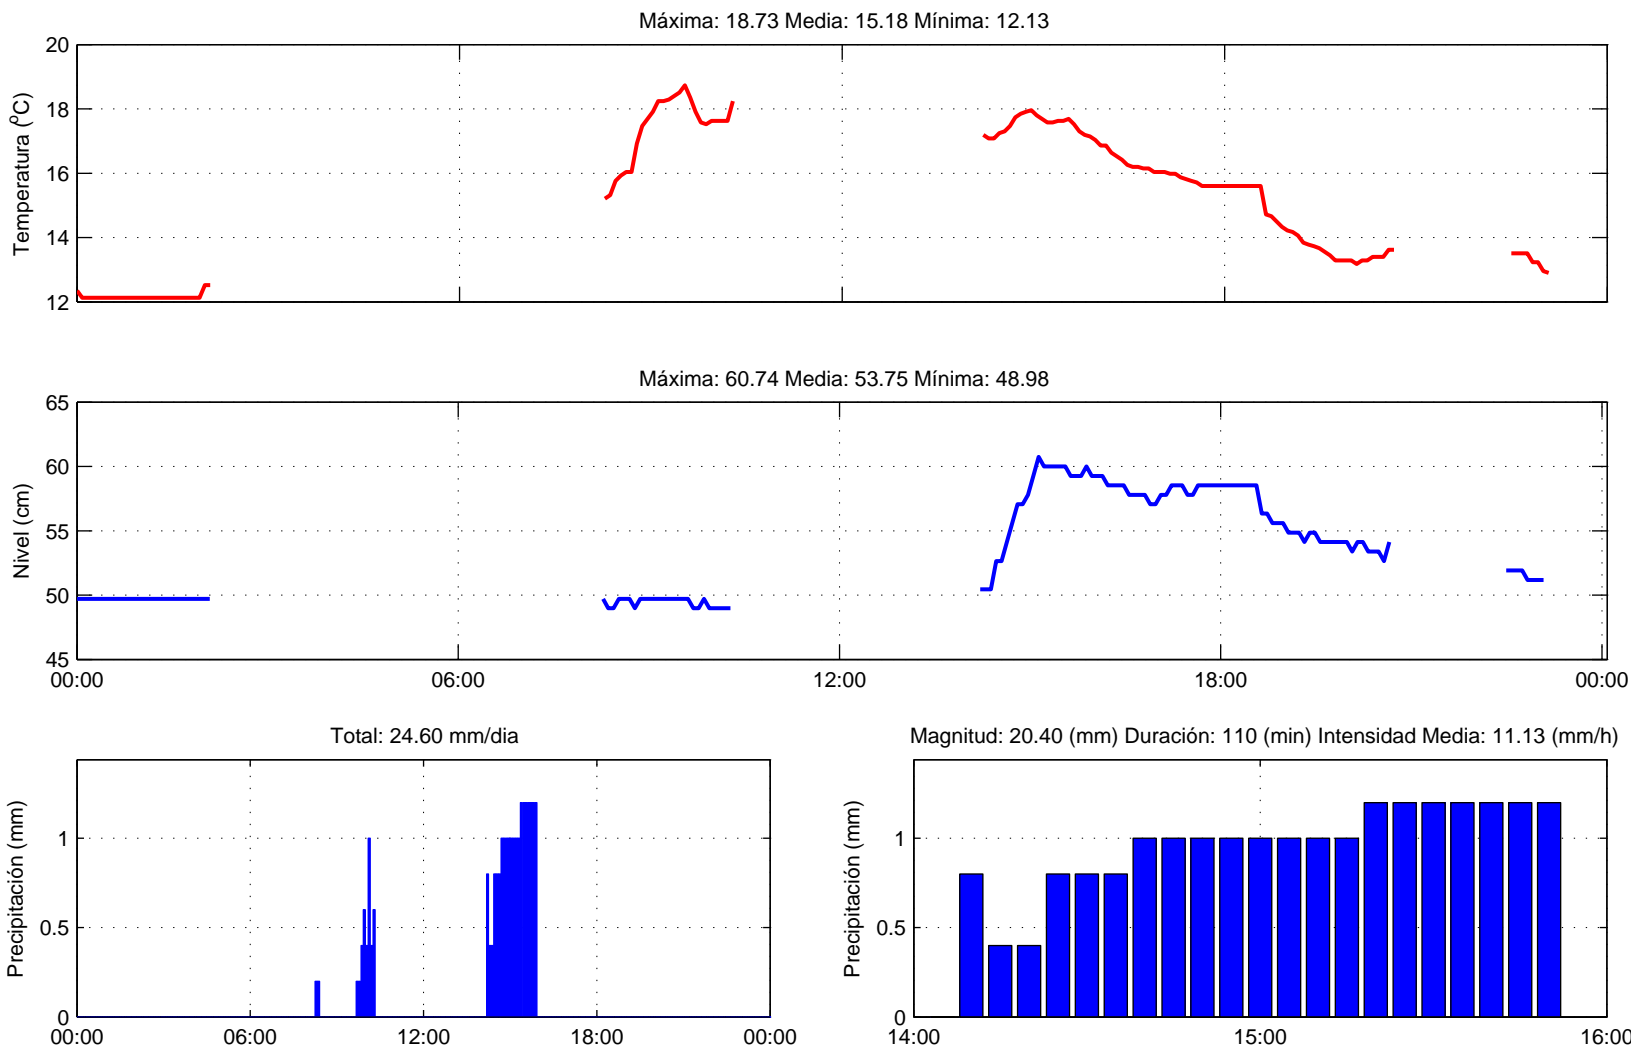 Máxima: 18.73 Media: 15.18 Mínima: 12.13
Temperatura (ºC)
20
18
16
14
12
Máxima: 60.74 Media: 53.75 Mínima: 48.98
Nivel (cm)
65
60
55
50
45
00:00 06:00 12:00 18:00 00:00
Total: 24.60 mm/dia
Precipitación (mm)
1
0.5
0
00:00 06:00 12:00 18:00 00:00
Magnitud: 20.40 (mm) Duración: 110 (min) Intensidad Media: 11.13 (mm/h)
Precipitación (mm)
1
0.5
0
14:00 15:00 16:00